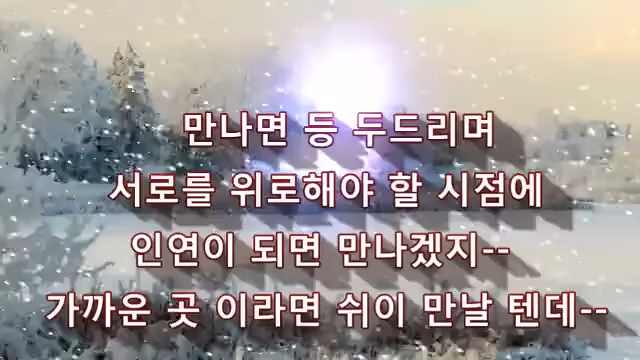 만나면 등 두드리며
서로를 위로해야 할 시점에
인연이 되면 만나겠지--
가까운 곳 이라면 쉬이 만날 텐데--